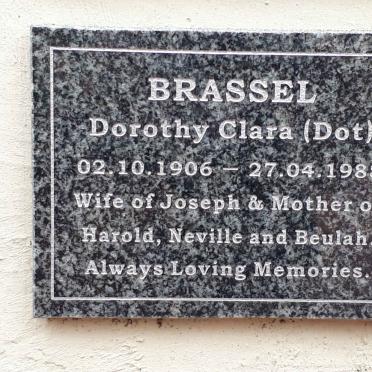 BRASSEL
Dorothy Clara (Dot)
02.10.1906 – 27.04.198
Wife of Joseph & Mother o
Harold, Neville and Beulah.
Always Loving Memories.